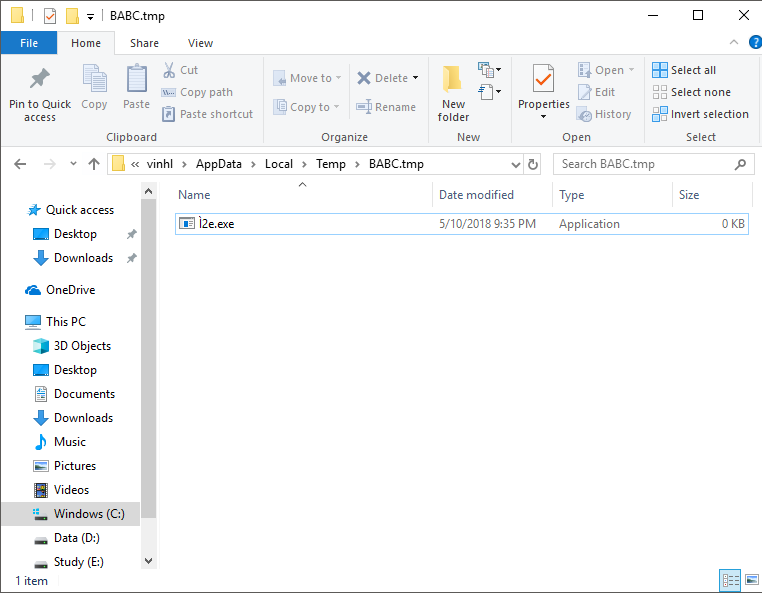 BABC.tmp
File Home Share View
Pin to Quick access
Copy
Paste
Cut
Copy path
Paste shortcut
Clipboard
Move to
Copy to
Delete
Rename
Organize
New folder
New
Properties
Open
Edit
History
Open
Select all
Select none
Invert selection
Select
« vinhl > AppData > Local > Temp > BABC.tmp
Search BABC.tmp
Name Date modified Type Size
Ì2e.exe 5/10/2018 9:35 PM Application 0 KB
Quick access
Desktop
Downloads
OneDrive
This PC
3D Objects
Desktop
Documents
Downloads
Music
Pictures
Videos
Windows (C:)
Data (D:)
Study (E:)
1 item